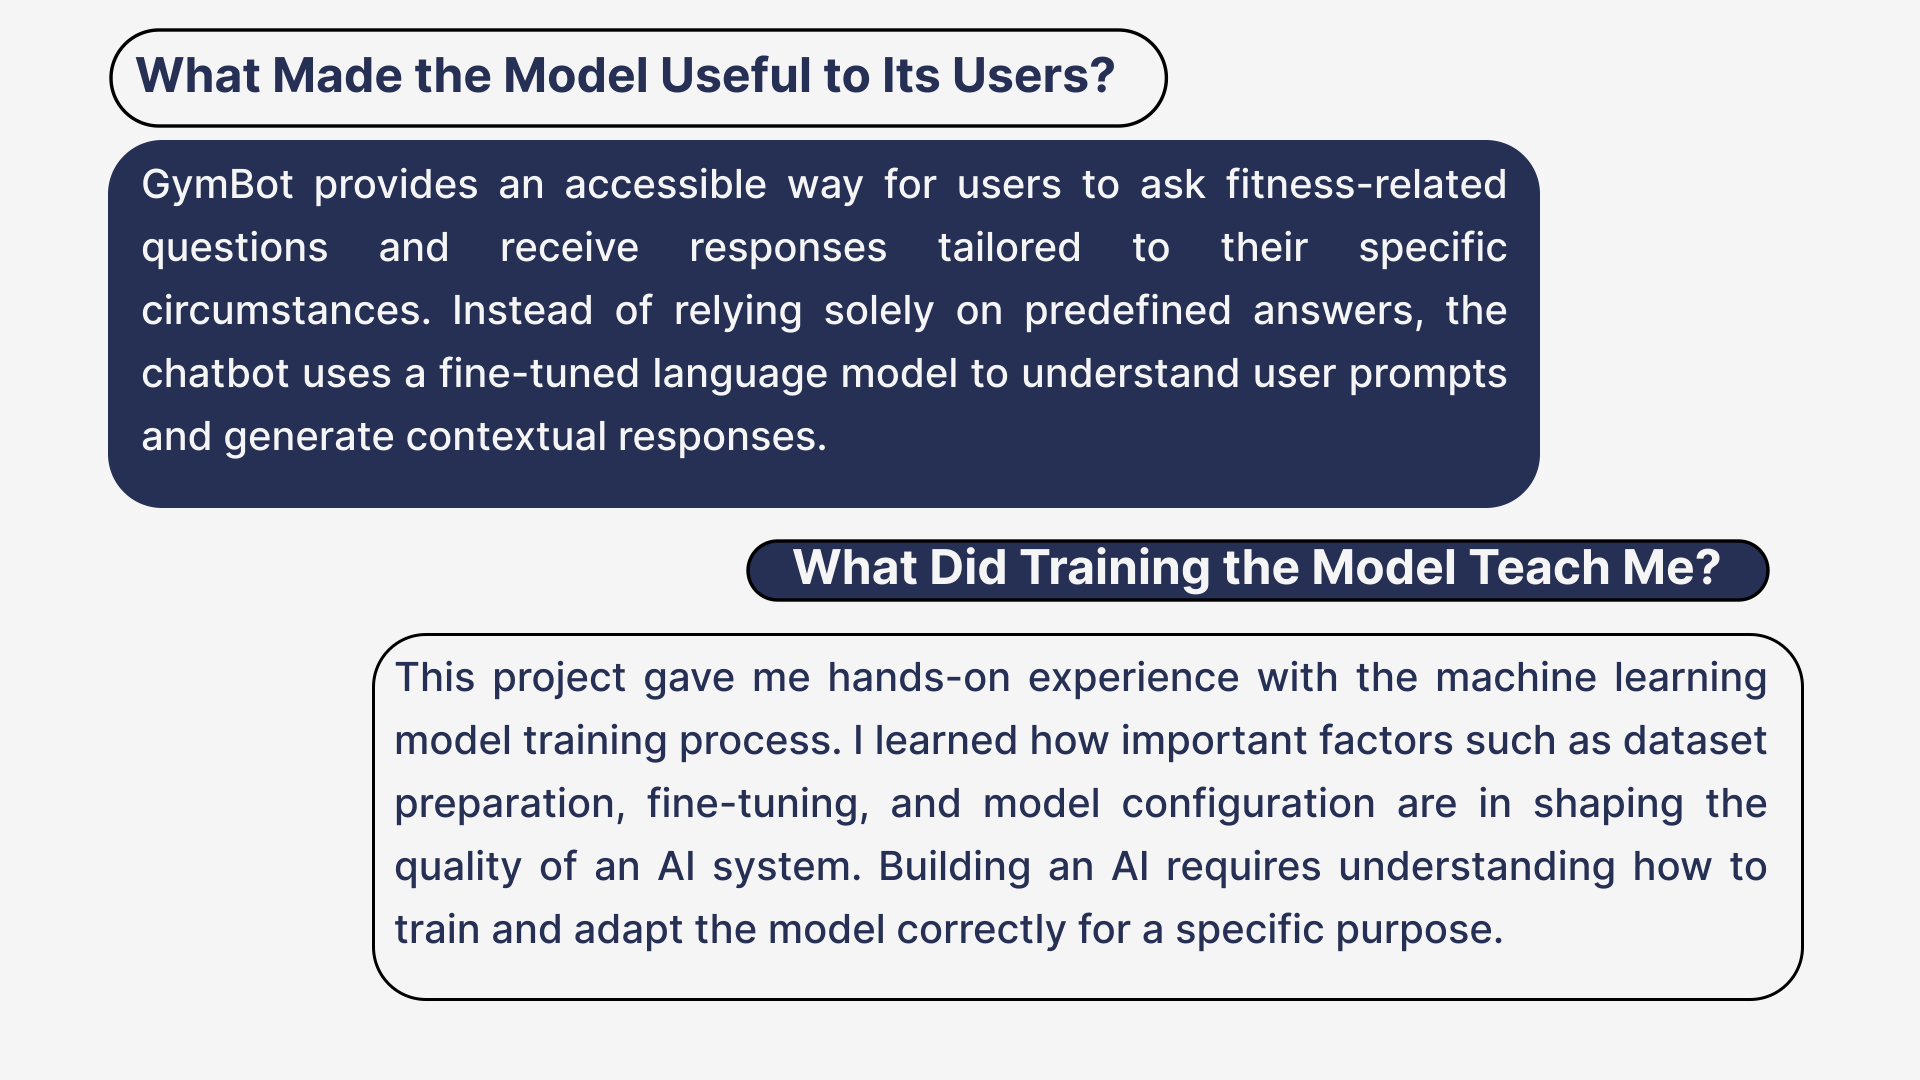 What Made the Model Useful to Its Users?
GymBot provides an accessible way for users to ask fitness-related
questions and receive responses tailored to their specific
circumstances. Instead of relying solely on predefined answers, the
chatbot uses a fine-tuned language model to understand user prompts
and generate contextual responses.
What Did Training the Model Teach Me?
This project gave me hands-on experience with the machine learning
model training process. I learned how important factors such as dataset
preparation, fine-tuning, and model configuration are in shaping the
quality of an AI system. Building an AI requires understanding how to
train and adapt the model correctly for a specific purpose.